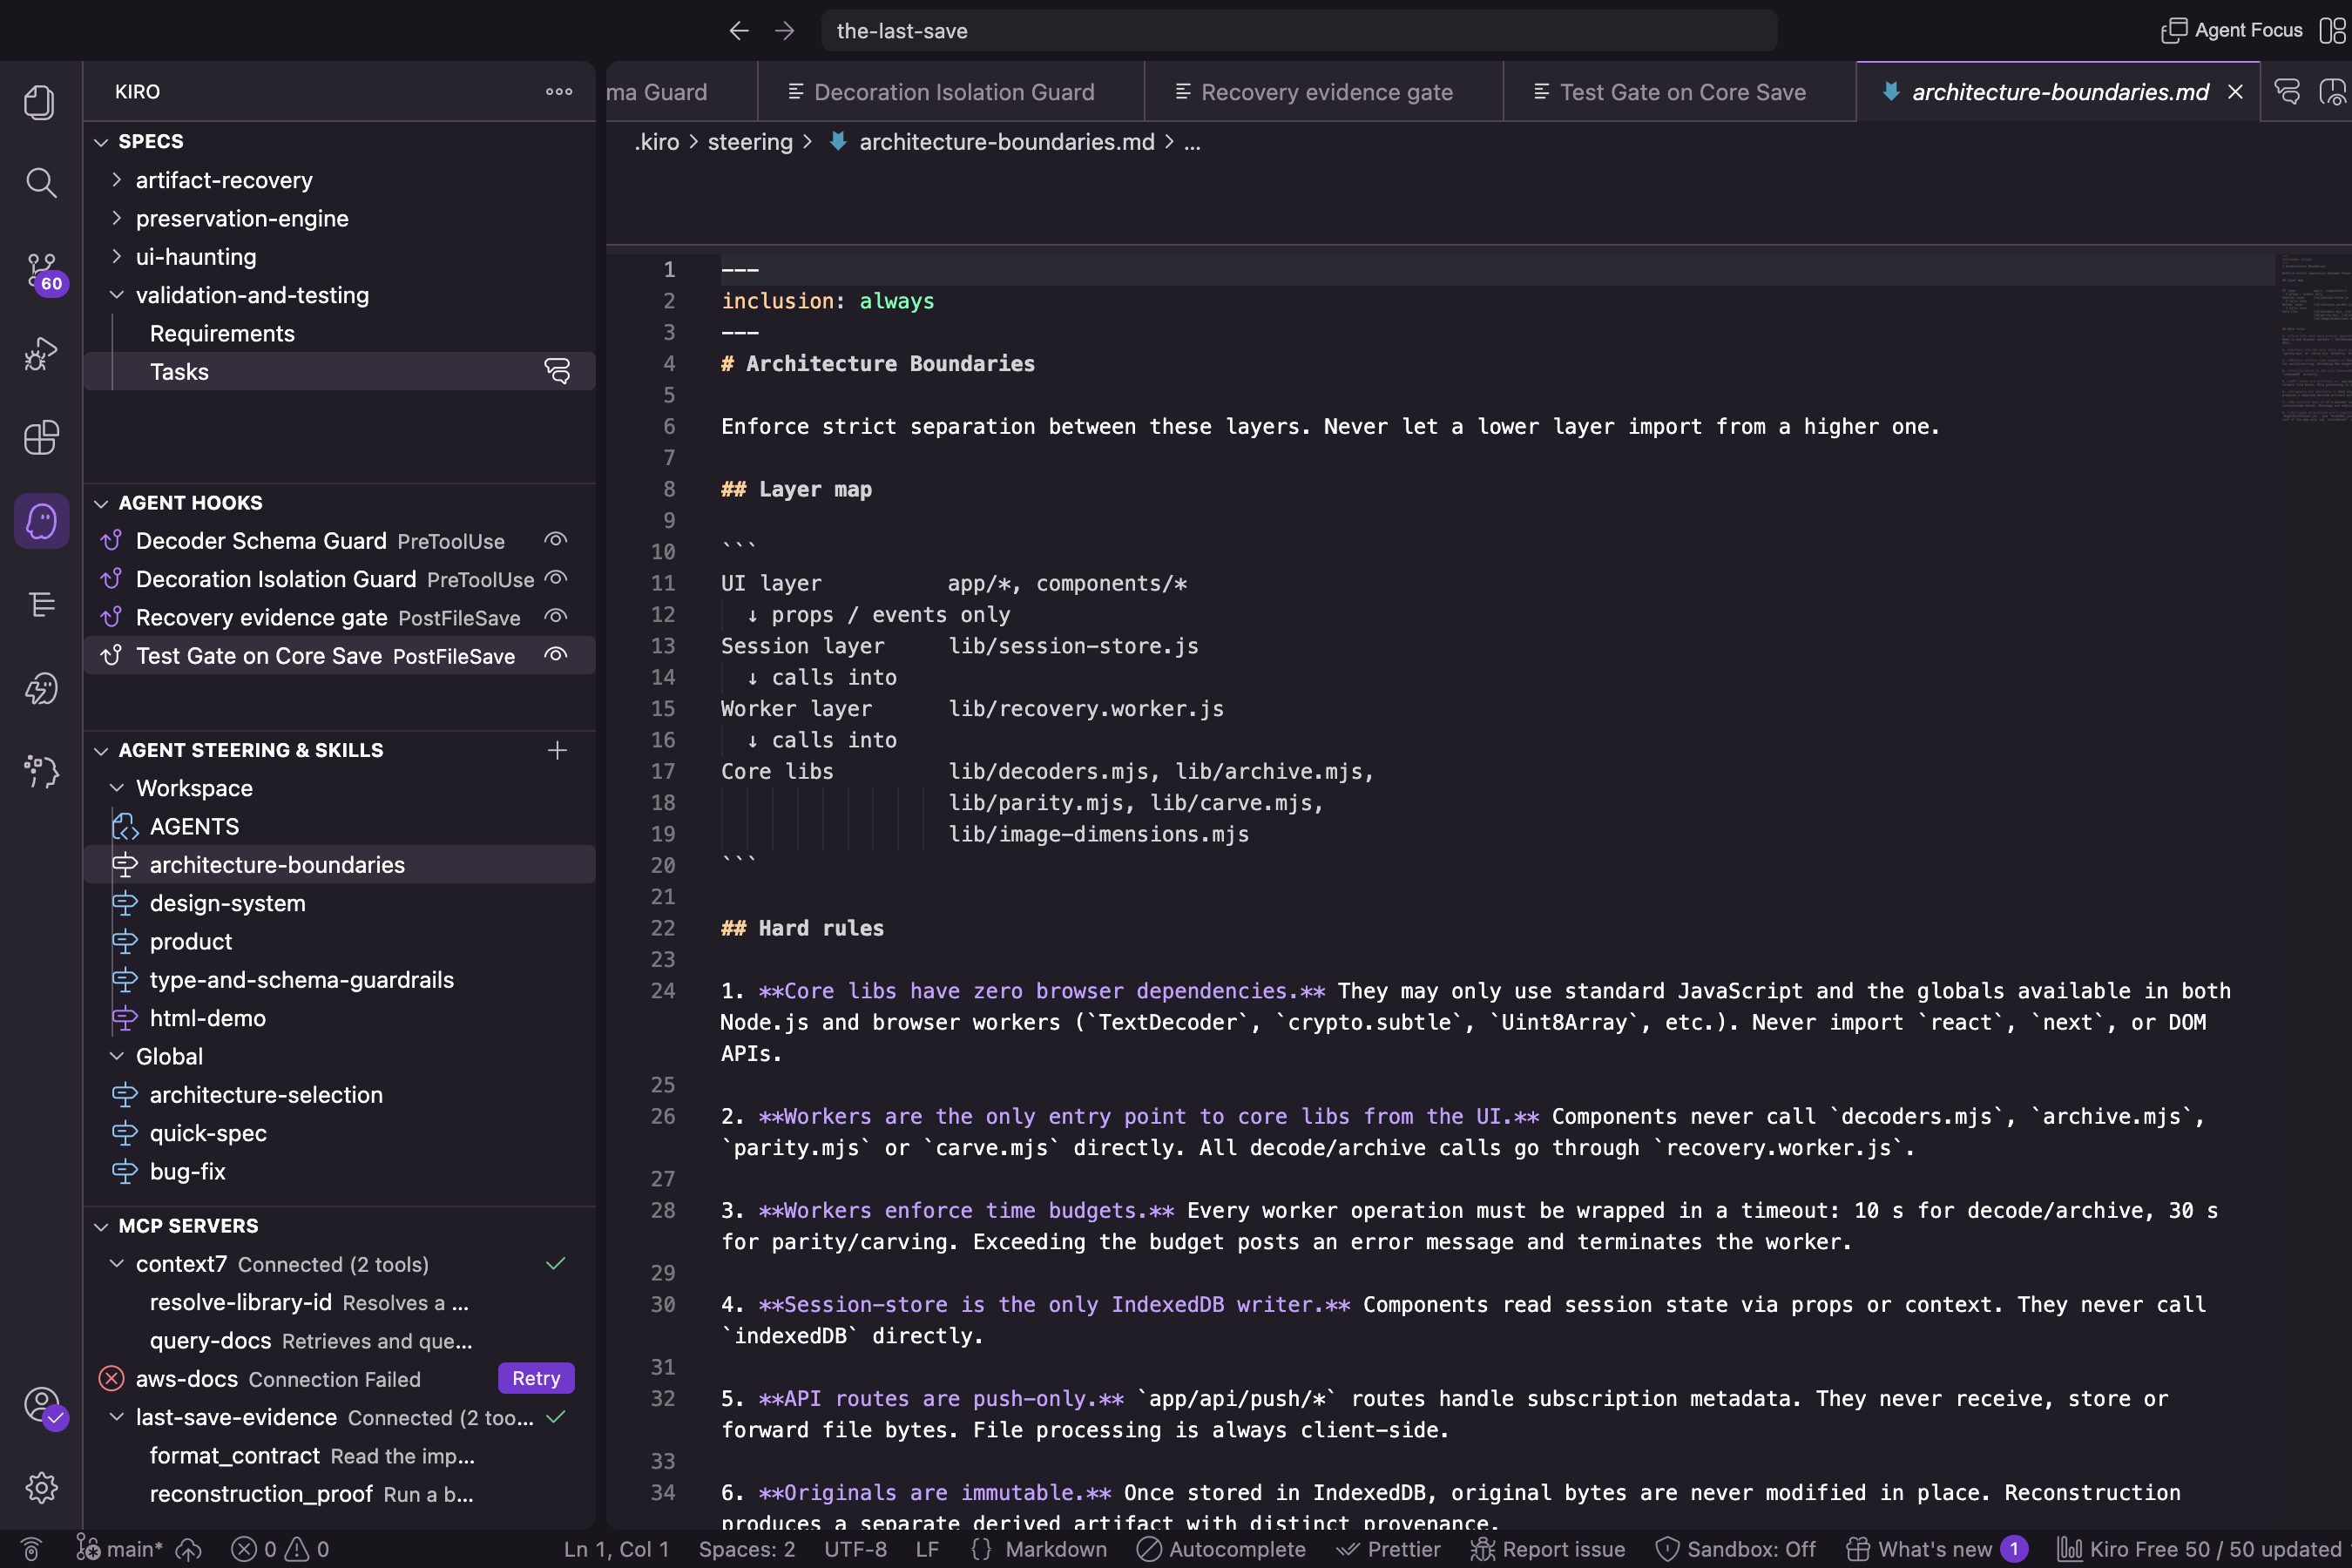 the-last-save
Agent Focus
KIRO
SPECS
artifact-recovery
preservation-engine
ui-haunting
validation-and-testing
Requirements
Tasks
60
AGENT HOOKS
Decoder Schema Guard PreToolUse
Decoration Isolation Guard PreToolUse
Recovery evidence gate PostFileSave
Test Gate on Core Save PostFileSave
AGENT STEERING & SKILLS
Workspace
AGENTS
architecture-boundaries
design-system
product
type-and-schema-guardrails
html-demo
Global
architecture-selection
quick-spec
bug-fix
MCP SERVERS
context7 Connected (2 tools)
resolve-library-id Resolves a ...
query-docs Retrieves and que...
aws-docs Connection Failed Retry
last-save-evidence Connected (2 too...
format_contract Read the imp...
reconstruction_proof Run a b...
ma Guard
Decoration Isolation Guard
Recovery evidence gate
Test Gate on Core Save
architecture-boundaries.md
.kiro > steering > architecture-boundaries.md > ...
1 ---
2 inclusion: always
3 ---
4 # Architecture Boundaries
5
6 Enforce strict separation between these layers. Never let a lower layer import from a higher one.
7
8 ## Layer map
9
10 ```
11 UI layer app/*, components/*
12 ↓ props / events only
13 Session layer lib/session-store.js
14 ↓ calls into
15 Worker layer lib/recovery.worker.js
16 ↓ calls into
17 Core libs lib/decoders.mjs, lib/archive.mjs,
18 lib/parity.mjs, lib/carve.mjs,
19 lib/image-dimensions.mjs
20 ```
21
22 ## Hard rules
23
24 1. **Core libs have zero browser dependencies.** They may only use standard JavaScript and the globals available in both
Node.js and browser workers (`TextDecoder`, `crypto.subtle`, `Uint8Array`, etc.). Never import `react`, `next`, or DOM
APIs.
25
26 2. **Workers are the only entry point to core libs from the UI.** Components never call `decoders.mjs`, `archive.mjs`,
`parity.mjs` or `carve.mjs` directly. All decode/archive calls go through `recovery.worker.js`.
27
28 3. **Workers enforce time budgets.** Every worker operation must be wrapped in a timeout: 10 s for decode/archive, 30 s
for parity/carving. Exceeding the budget posts an error message and terminates the worker.
29
30 4. **Session-store is the only IndexedDB writer.** Components read session state via props or context. They never call
`indexedDB` directly.
31
32 5. **API routes are push-only.** `app/api/push/*` routes handle subscription metadata. They never receive, store or
forward file bytes. File processing is always client-side.
33
34 6. **Originals are immutable.** Once stored in IndexedDB, original bytes are never modified in place. Reconstruction
produces a separate derived artifact with distinct provenance.
main* 0 0 Ln 1, Col 1 Spaces: 2 UTF-8 LF {} Markdown Autocomplete Prettier Report issue Sandbox: Off What's new 1 Kiro Free 50 / 50 updated